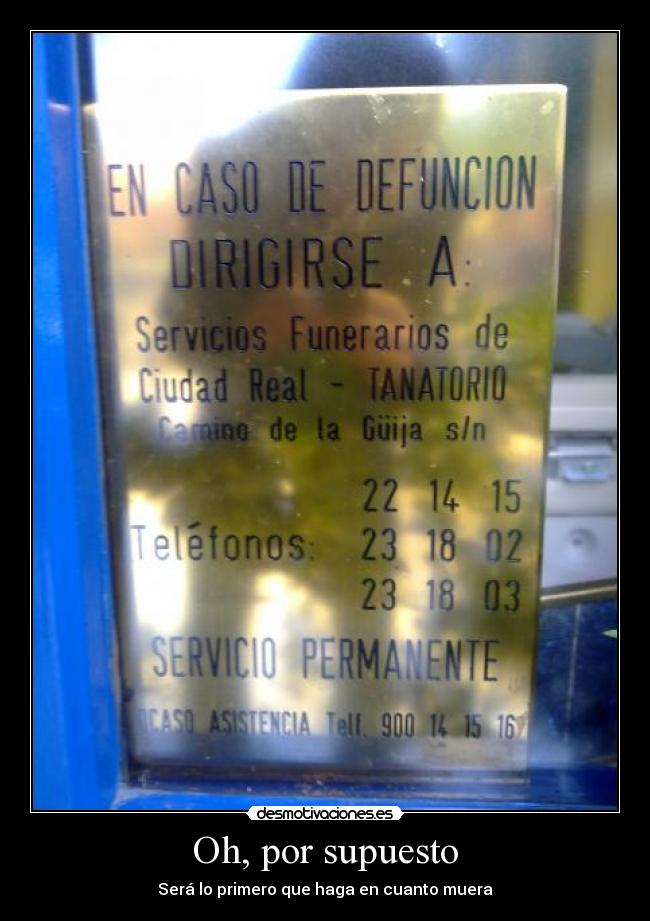 EN CASO DE DEFUNCION
DIRIGIRSE A:
Servicios Funerarios de
Ciudad Real - TANATORIO
Camino de la Güija s/n
22 14 15
Teléfonos: 23 18 02
23 18 03
SERVICIO PERMANENTE
OCASO ASISTENCIA Telf. 900 14 15 16
desmotivaciones.es
Oh, por supuesto
Será lo primero que haga en cuanto muera